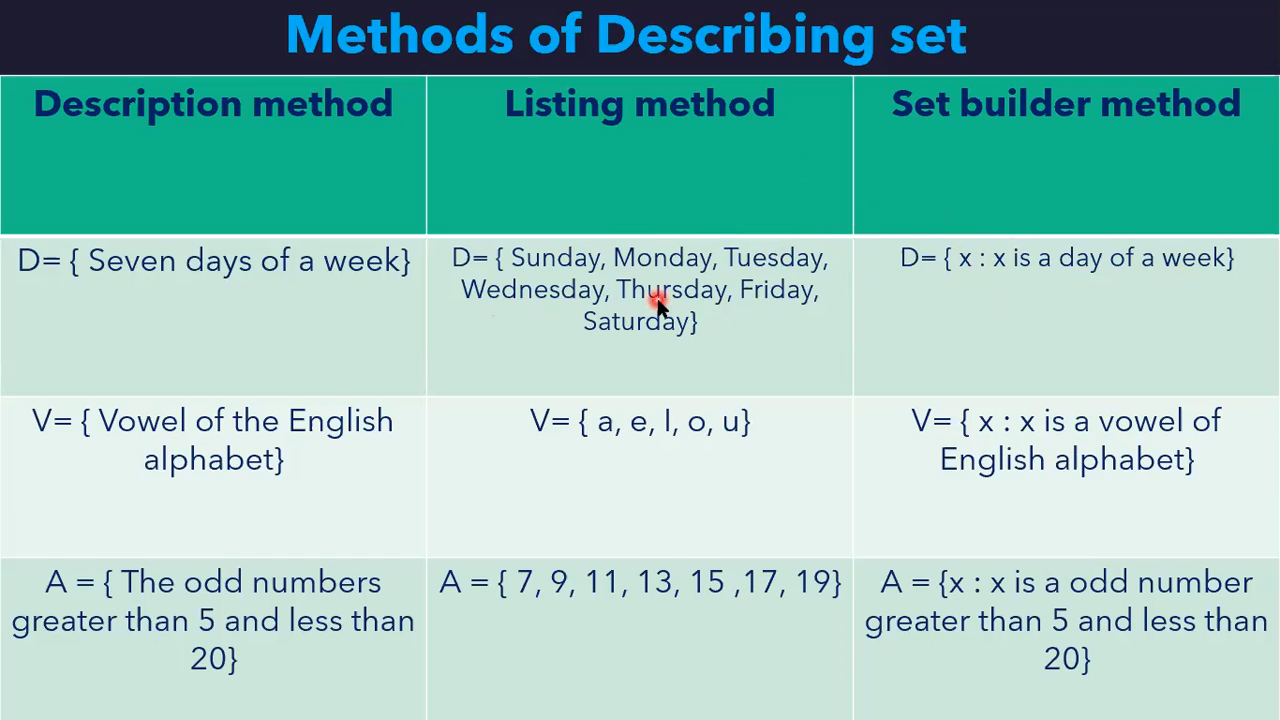 Methods of Describing set
Description method
Listing method
Set builder method
D= { Seven days of a week}
D= { Sunday, Monday, Tuesday,
Wednesday, Thursday, Friday,
Saturday}
D= { x : x is a day of a week}
V= { Vowel of the English
alphabet}
V= { a, e, I, o, u}
V= { x : x is a vowel of
English alphabet}
A = { The odd numbers
greater than 5 and less than
20}
A = { 7, 9, 11, 13, 15 ,17, 19}
A = {x : x is a odd number
greater than 5 and less than
20}